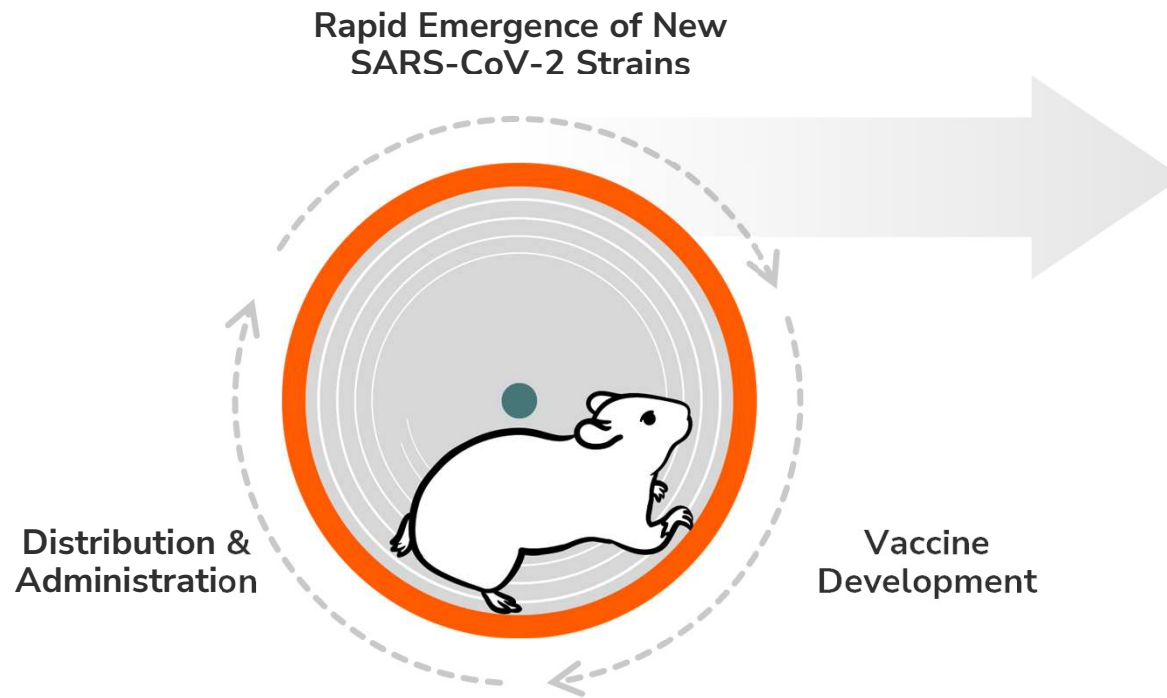 Rapid Emergence of New
SARS-CoV-2 Strains
Distribution &
Administration
Vaccine
Development